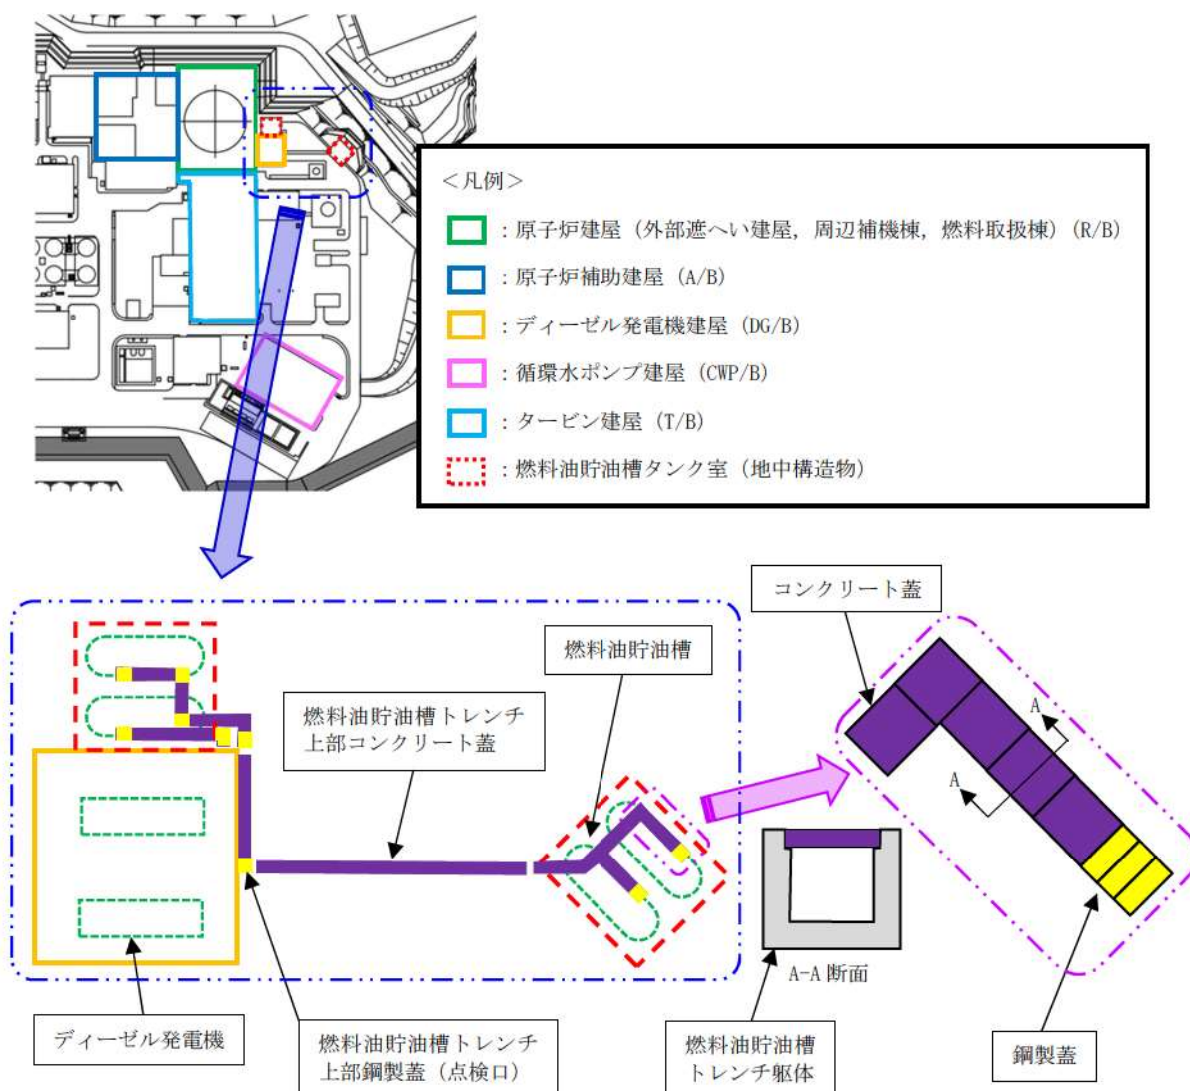 ＜凡例＞
：原子炉建屋（外部遮へい建屋，周辺補機棟，燃料取扱棟）(R/B)
：原子炉補助建屋（A/B）
：ディーゼル発電機建屋（DG/B）
：循環水ポンプ建屋（CWP/B）
：タービン建屋（T/B）
：燃料油貯油槽タンク室（地中構造物）
コンクリート蓋
燃料油貯油槽
燃料油貯油槽トレンチ
上部コンクリート蓋
A
A
A-A 断面
ディーゼル発電機
燃料油貯油槽トレンチ
上部鋼製蓋（点検口）
燃料油貯油槽
トレンチ躯体
鋼製蓋